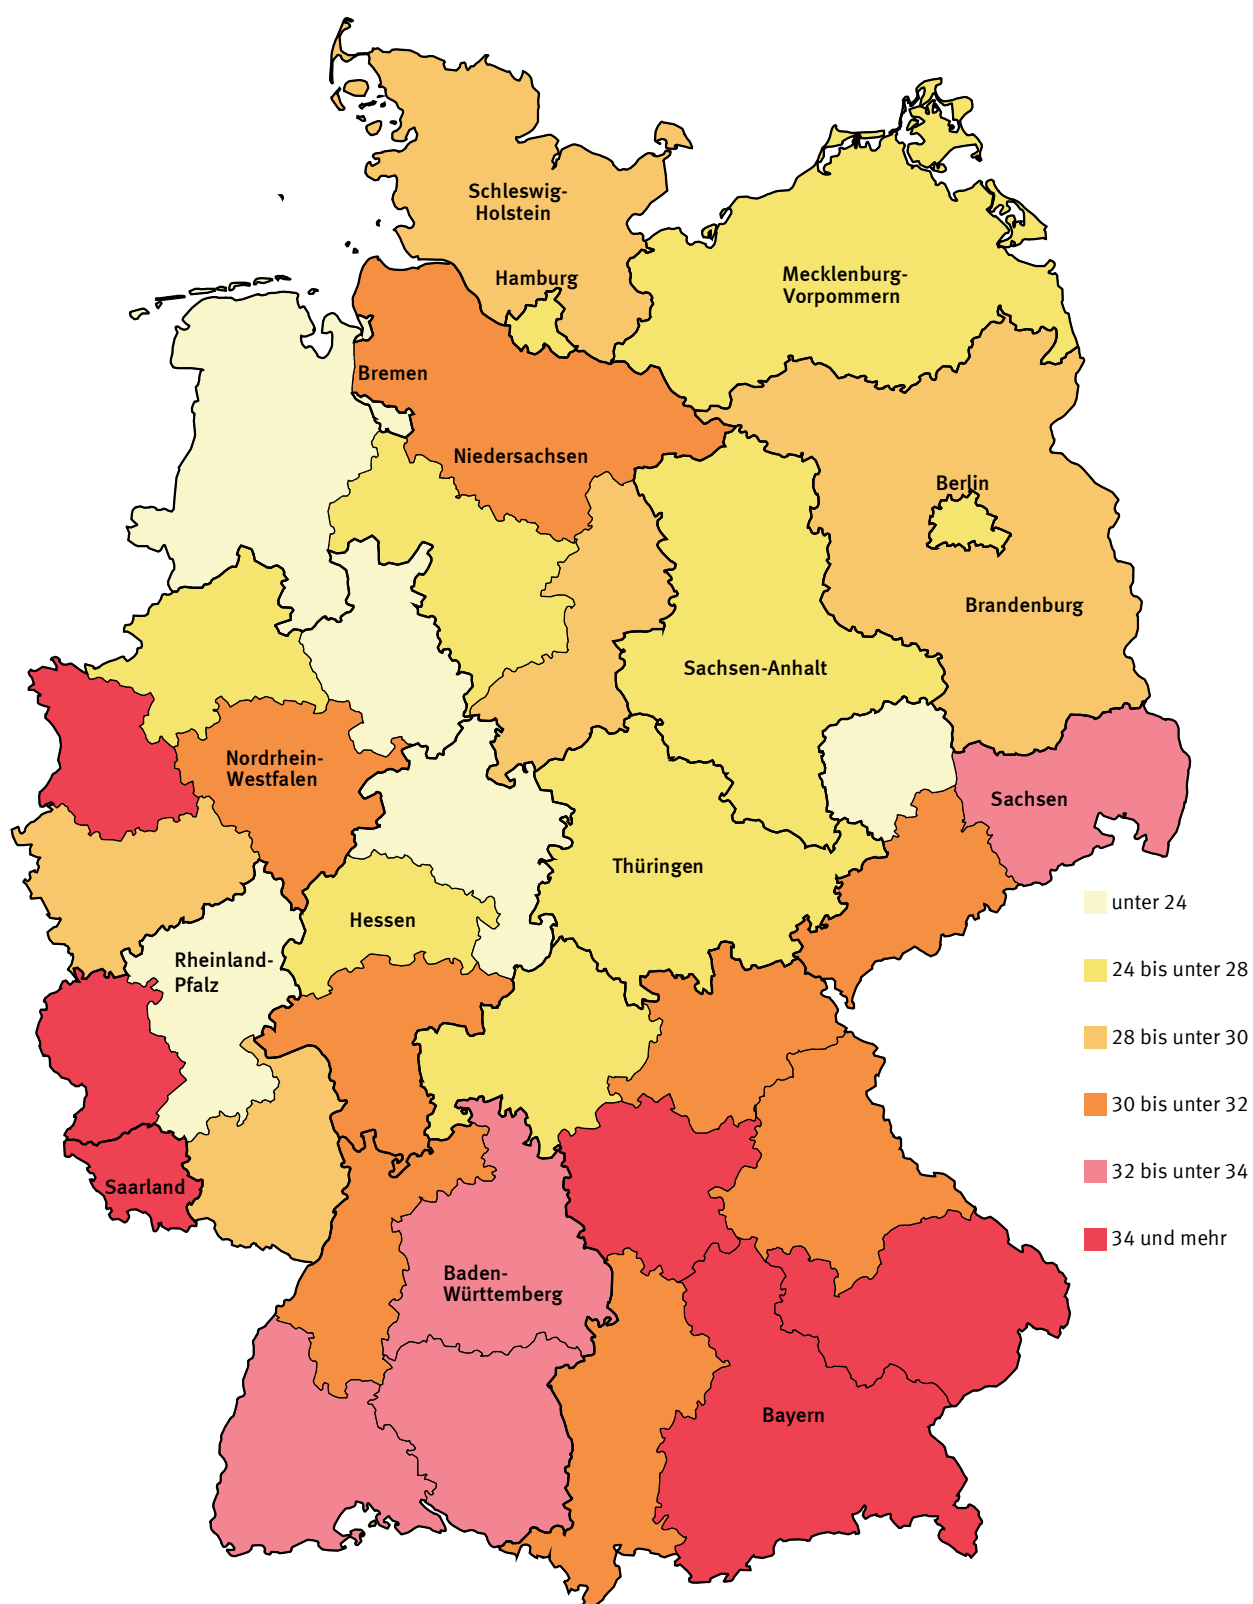 Schleswig-
Holstein
Hamburg
Mecklenburg-
Vorpommern
Bremen
Niedersachsen
Berlin
Brandenburg
Sachsen-Anhalt
Nordrhein-
Westfalen
Sachsen
Thüringen
Hessen
Rheinland-
Pfalz
Saarland
Baden-
Württemberg
Bayern
unter 24
24 bis unter 28
28 bis unter 30
30 bis unter 32
32 bis unter 34
34 und mehr